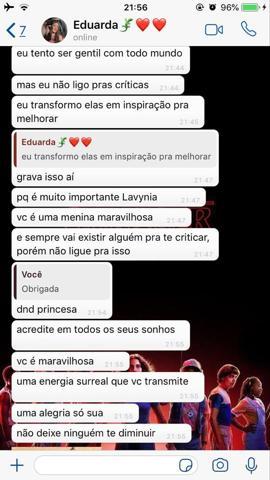 21:56
96%
7
Eduarda🦎❤️❤️
online
eu tento ser gentil com todo mundo
21:44
mas eu não ligo pras críticas
21:44
eu transformo elas em inspiração pra
melhorar
21:45
Eduarda🦎❤️❤️
eu transformo elas em inspiração pra melhorar
grava isso aí
21:47
pq é muito importante Lavynia
21:47
vc é uma menina maravilhosa
21:47
e sempre vai existir alguém pra te criticar,
porém não ligue pra isso
21:47
Você
Obrigada
dnd princesa
21:54
acredite em todos os seus sonhos
21:55
vc é maravilhosa
21:55
uma energia surreal que vc transmite
21:55
uma alegria só sua
21:55
não deixe ninguém te diminuir
21:55